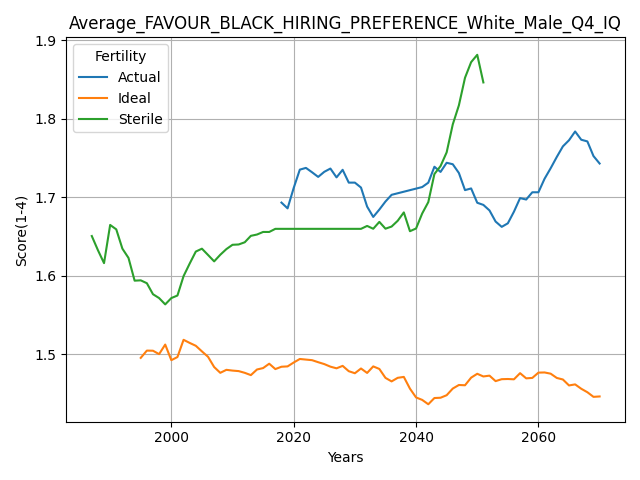 Average_FAVOUR_BLACK_HIRING_PREFERENCE_White_Male_Q4_IQ
Fertility
Actual
Ideal
Sterile
Score(1-4)
1.9
1.8
1.7
1.6
1.5
2000 2020 2040 2060
Years